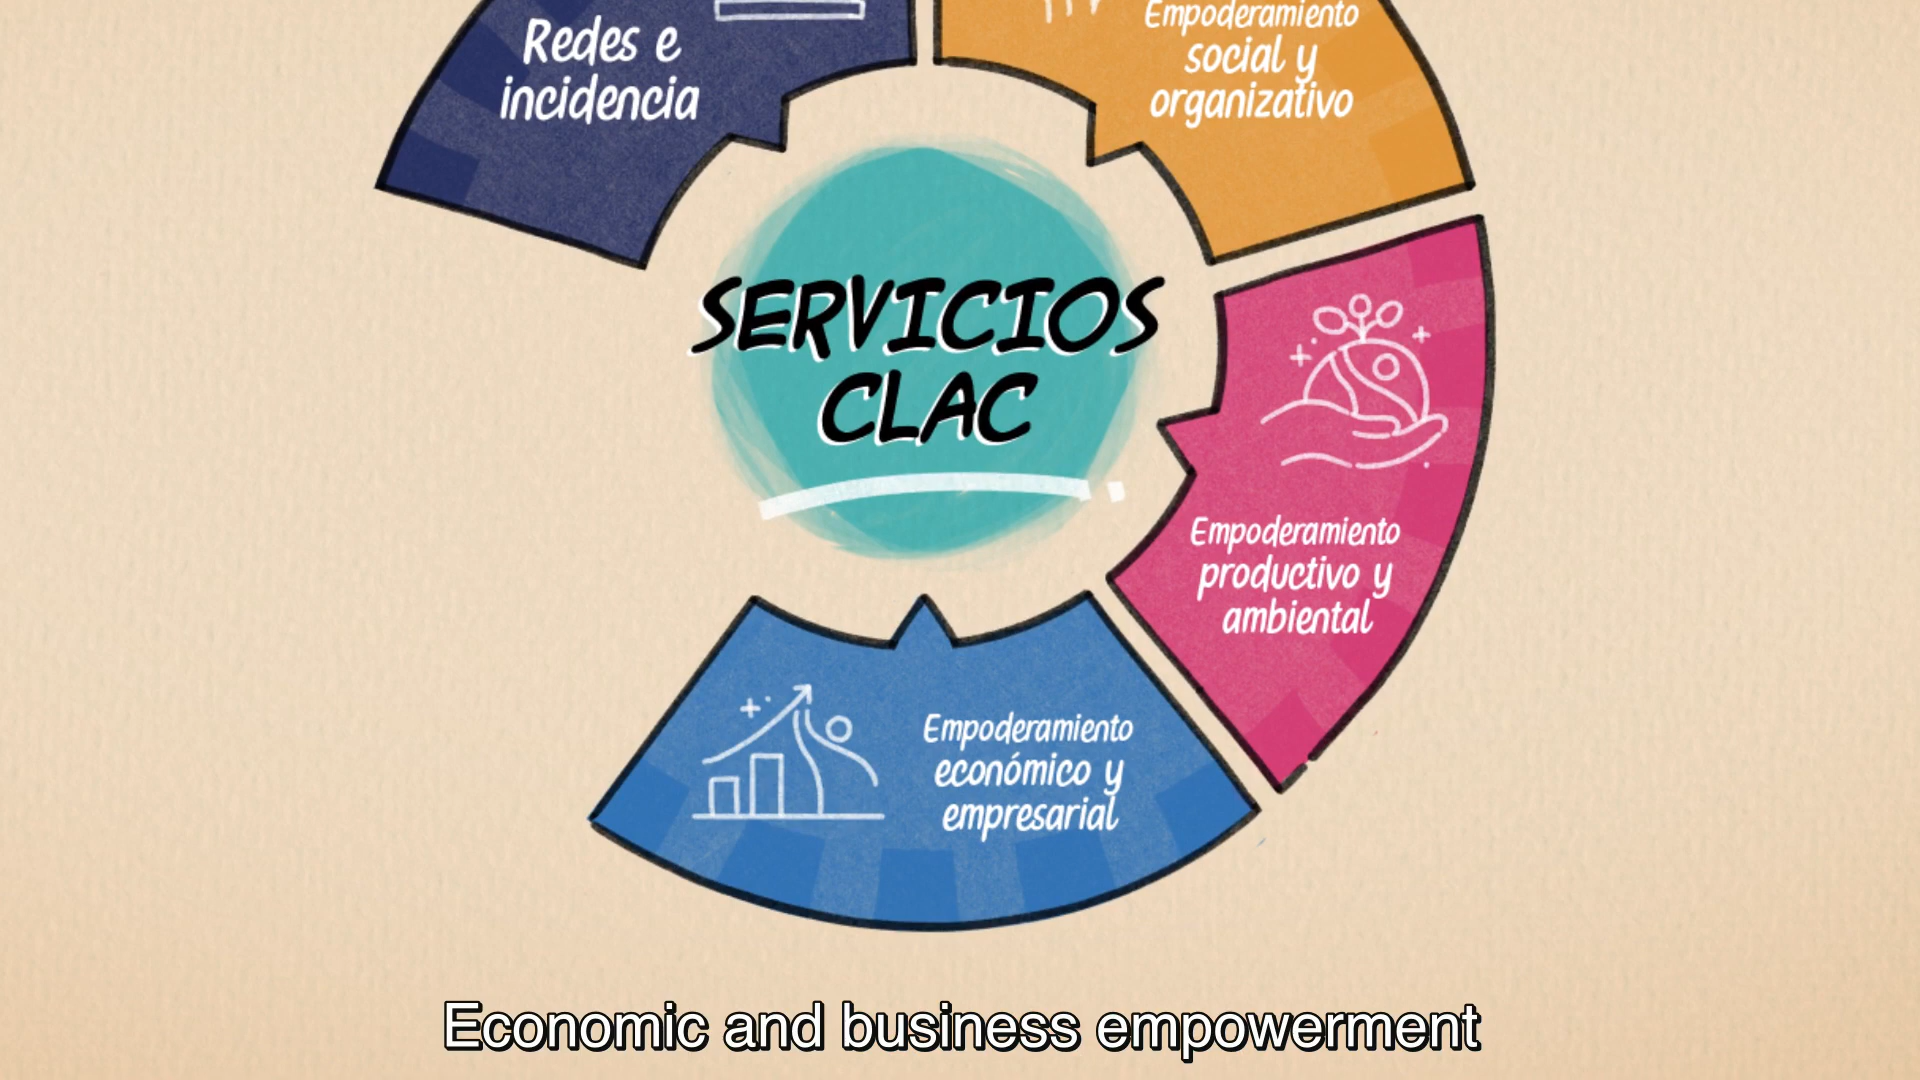 Redes e
incidencia
Empoderamiento
social y
organizativo
SERVICIOS
CLAC
Empoderamiento
productivo y
ambiental
Empoderamiento
económico y
empresarial
Economic and business empowerment